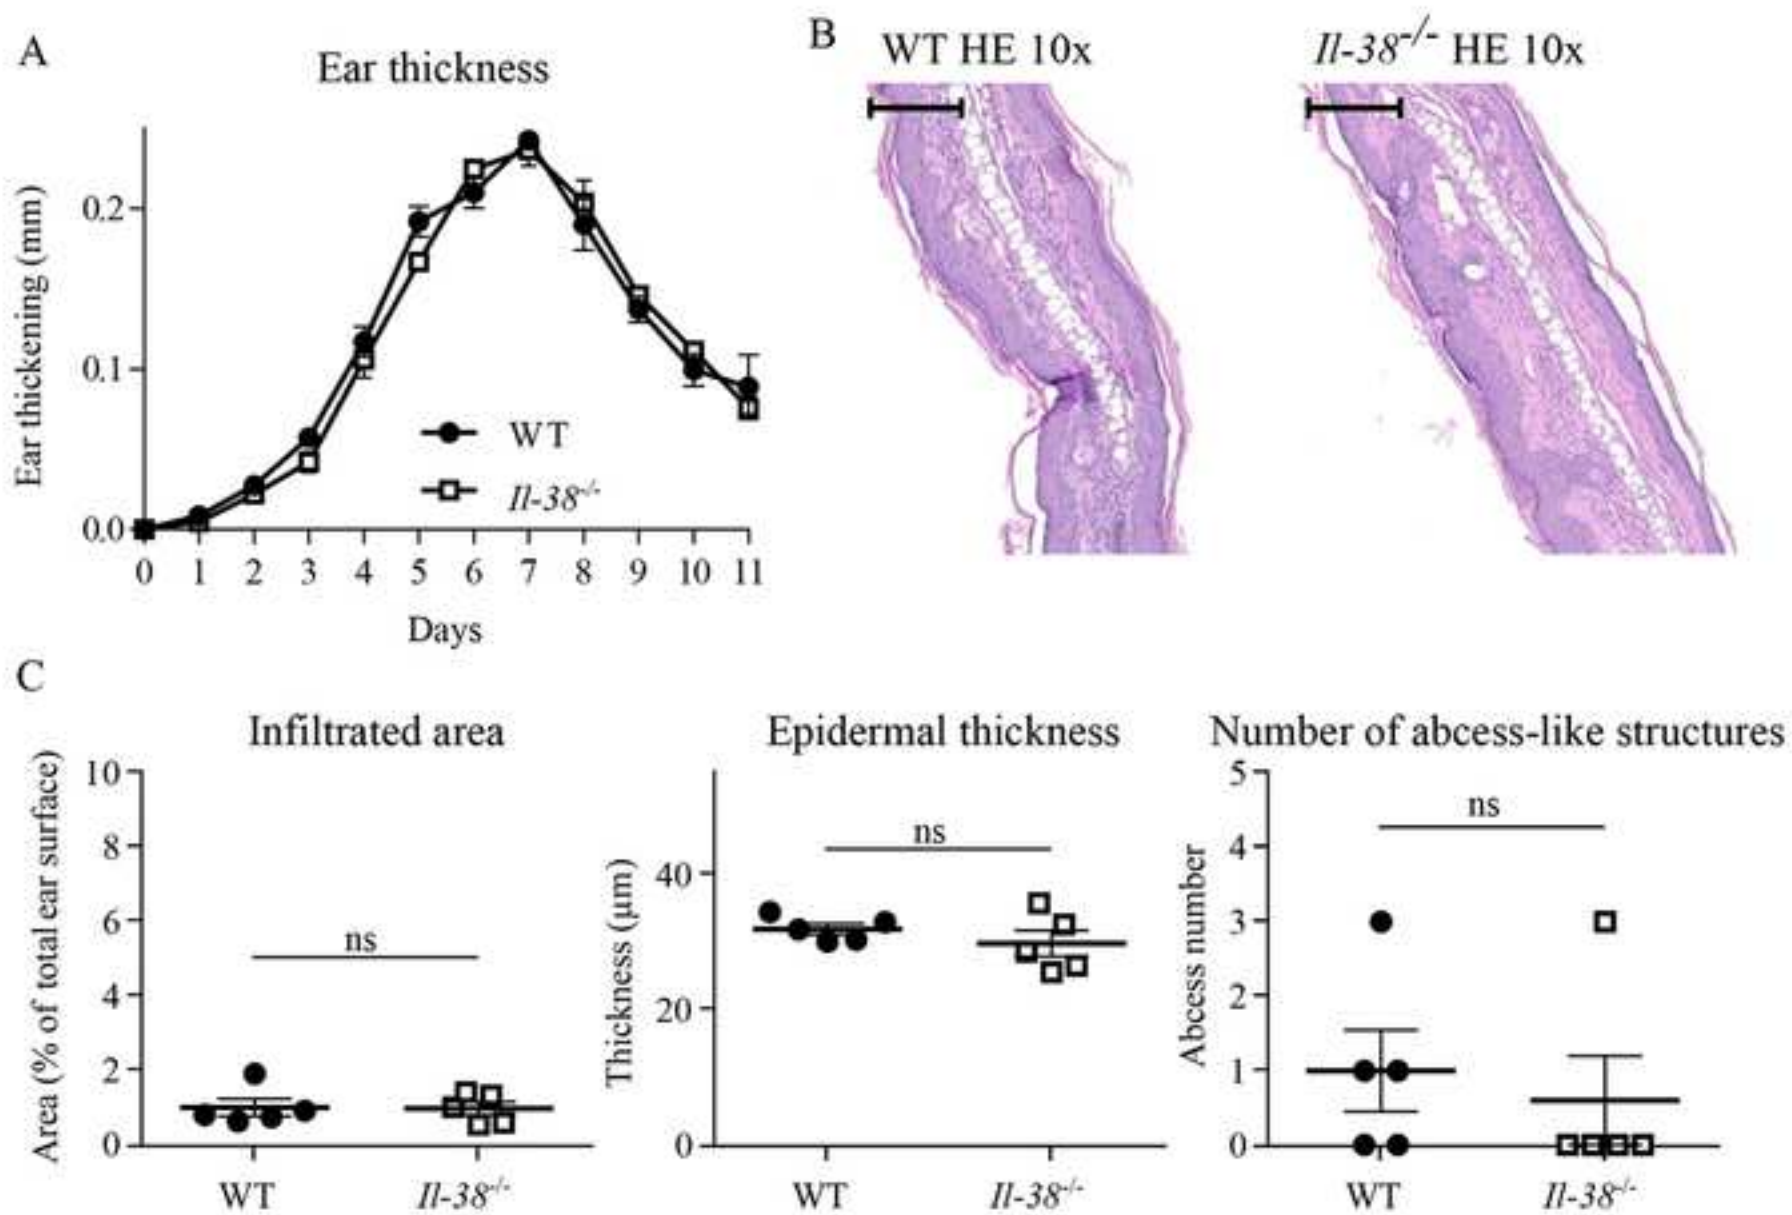 A
Ear thickness
Ear thickening (mm)
0.2
0.1
0.0
0 1 2 3 4 5 6 7 8 9 10 11
Days
WT
Il-38-/-
B
WT HE 10x
Il-38-/- HE 10x
C
Infiltrated area
Area (% of total ear surface)
10
8
6
4
2
0
ns
WT Il-38-/-
Epidermal thickness
Thickness (µm)
40
20
0
ns
WT Il-38-/-
Number of abcess-like structures
Abcess number
5
4
3
2
1
0
ns
WT Il-38-/-